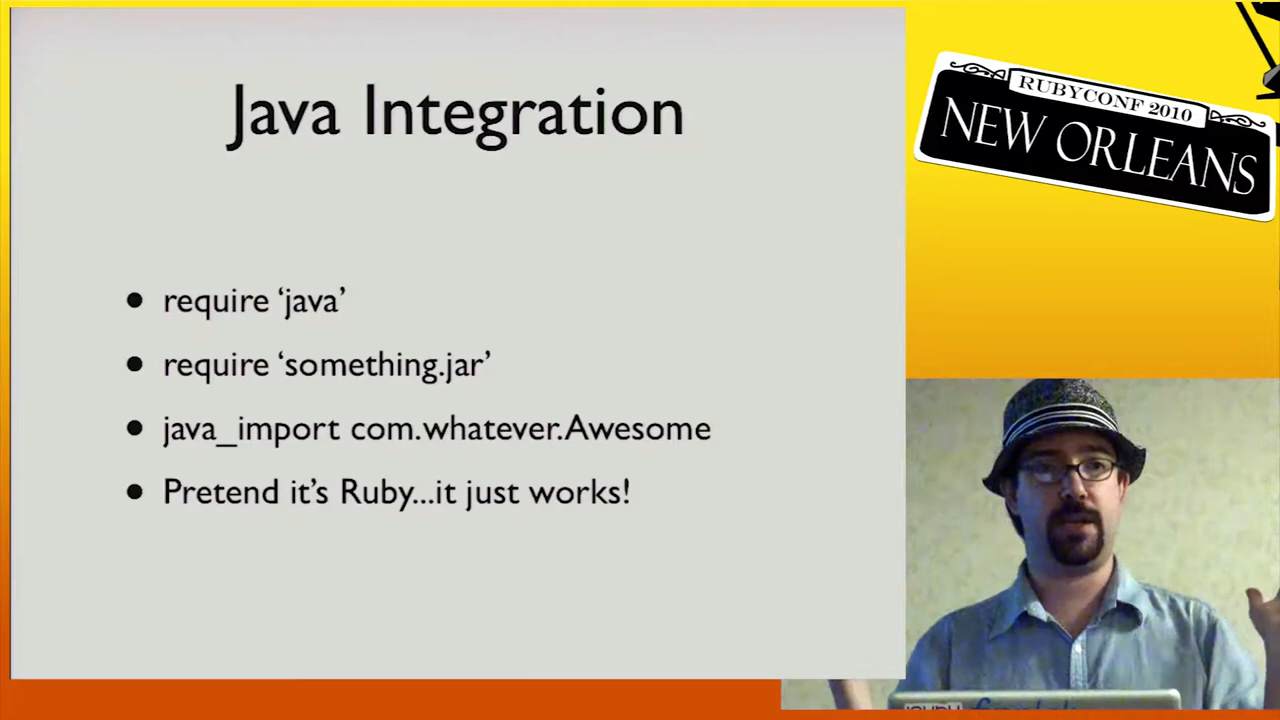 Java Integration
• require ‘java’
• require ‘something.jar’
• java_import com.whatever.Awesome
• Pretend it’s Ruby...it just works!
RUBYCONF 2010
NEW ORLEANS